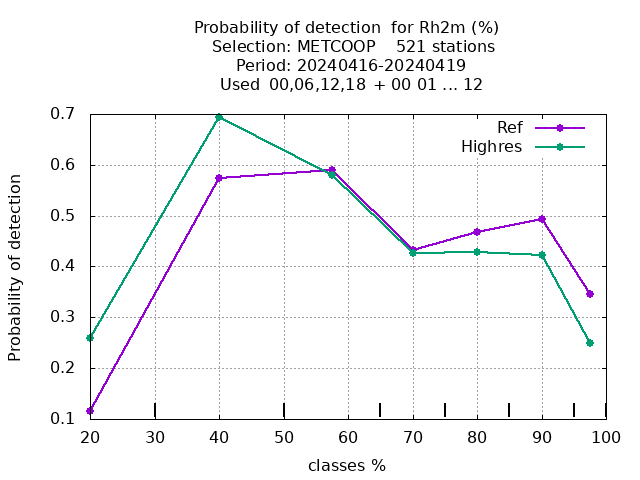 Probability of detection  for Rh2m (%)
Selection: METCOOP    521 stations
Period: 20240416-20240419
Used  00,06,12,18  + 00 01 ... 12
Ref
Highres
0.7
0.6
0.5
0.4
0.3
0.2
0.1
Probability of detection
20 30 40 50 60 70 80 90 100
classes %